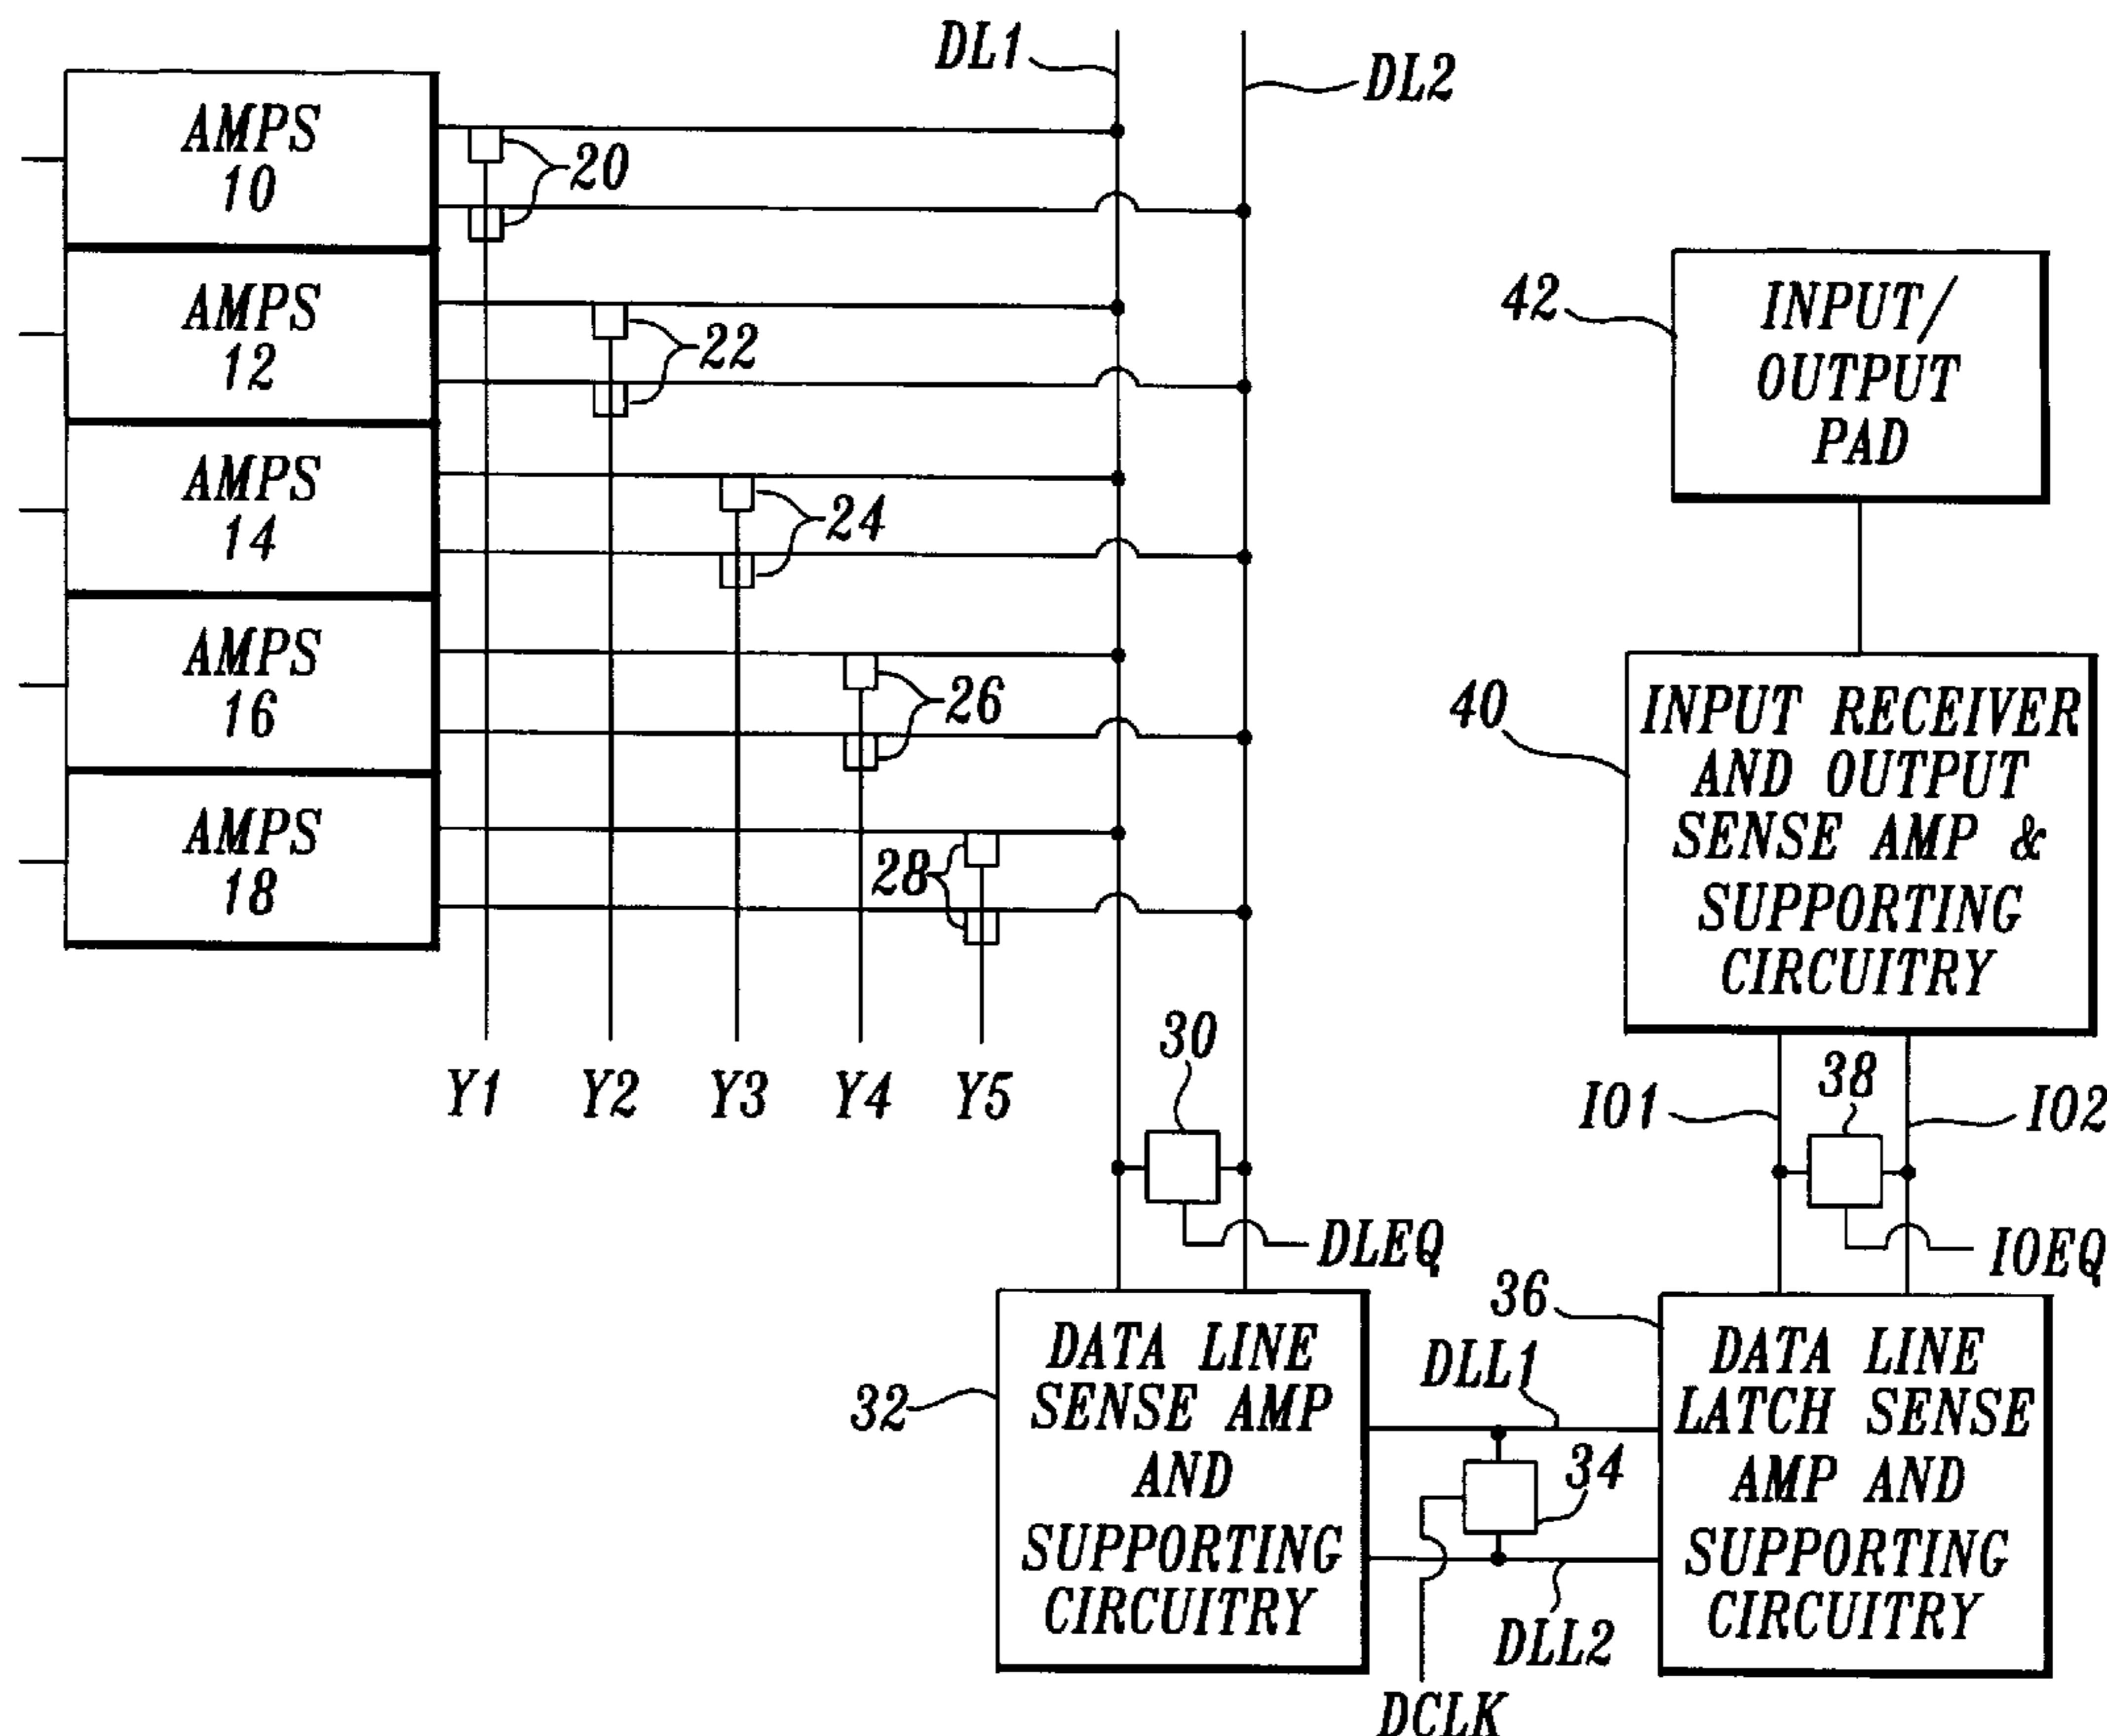 DL1
DL2
AMPS
10
20
AMPS
12
22
AMPS
14
24
AMPS
16
26
AMPS
18
28
Y1
Y2
Y3
Y4
Y5
30
DLEQ
42
INPUT/
OUTPUT
PAD
40
INPUT RECEIVER
AND OUTPUT
SENSE AMP &
SUPPORTING
CIRCUITRY
IO1
38
IO2
IOEQ
32
DATA LINE
SENSE AMP
AND
SUPPORTING
CIRCUITRY
DLL1
34
DLL2
DCLK
36
DATA LINE
LATCH SENSE
AMP AND
SUPPORTING
CIRCUITRY